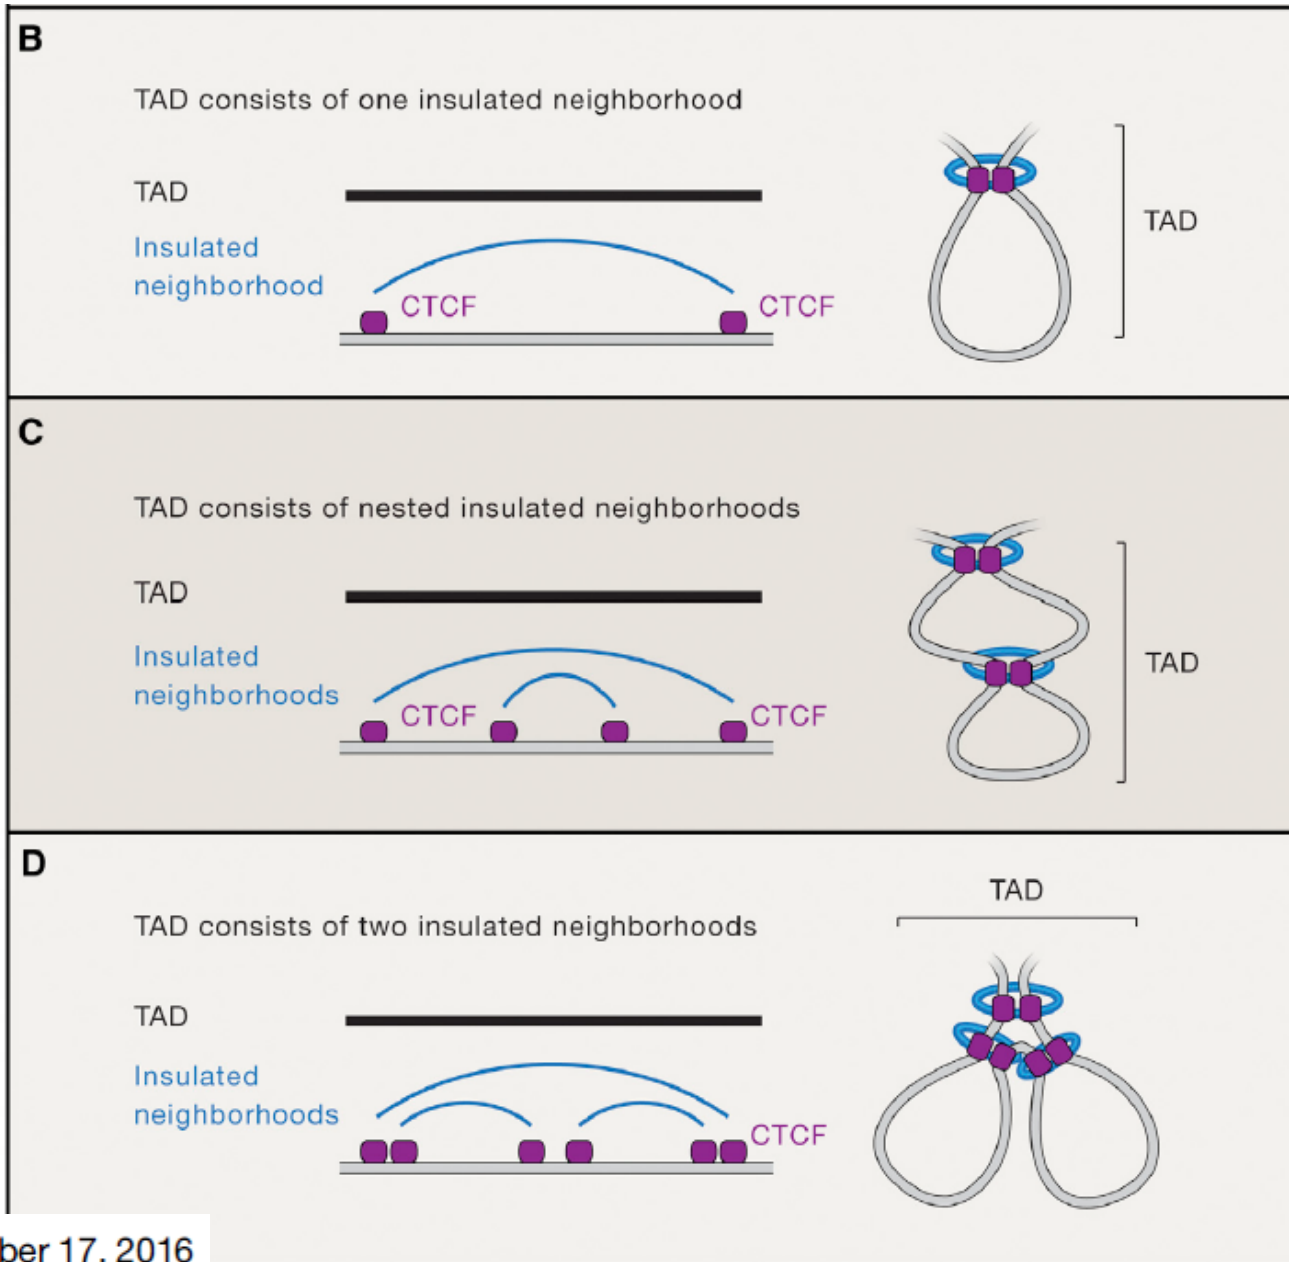 B
TAD consists of one insulated neighborhood
TAD
Insulated
neighborhood
CTCF
CTCF
TAD
C
TAD consists of nested insulated neighborhoods
TAD
Insulated
neighborhoods
CTCF
CTCF
TAD
D
TAD
TAD consists of two insulated neighborhoods
TAD
Insulated
neighborhoods
CTCF
17, 2016